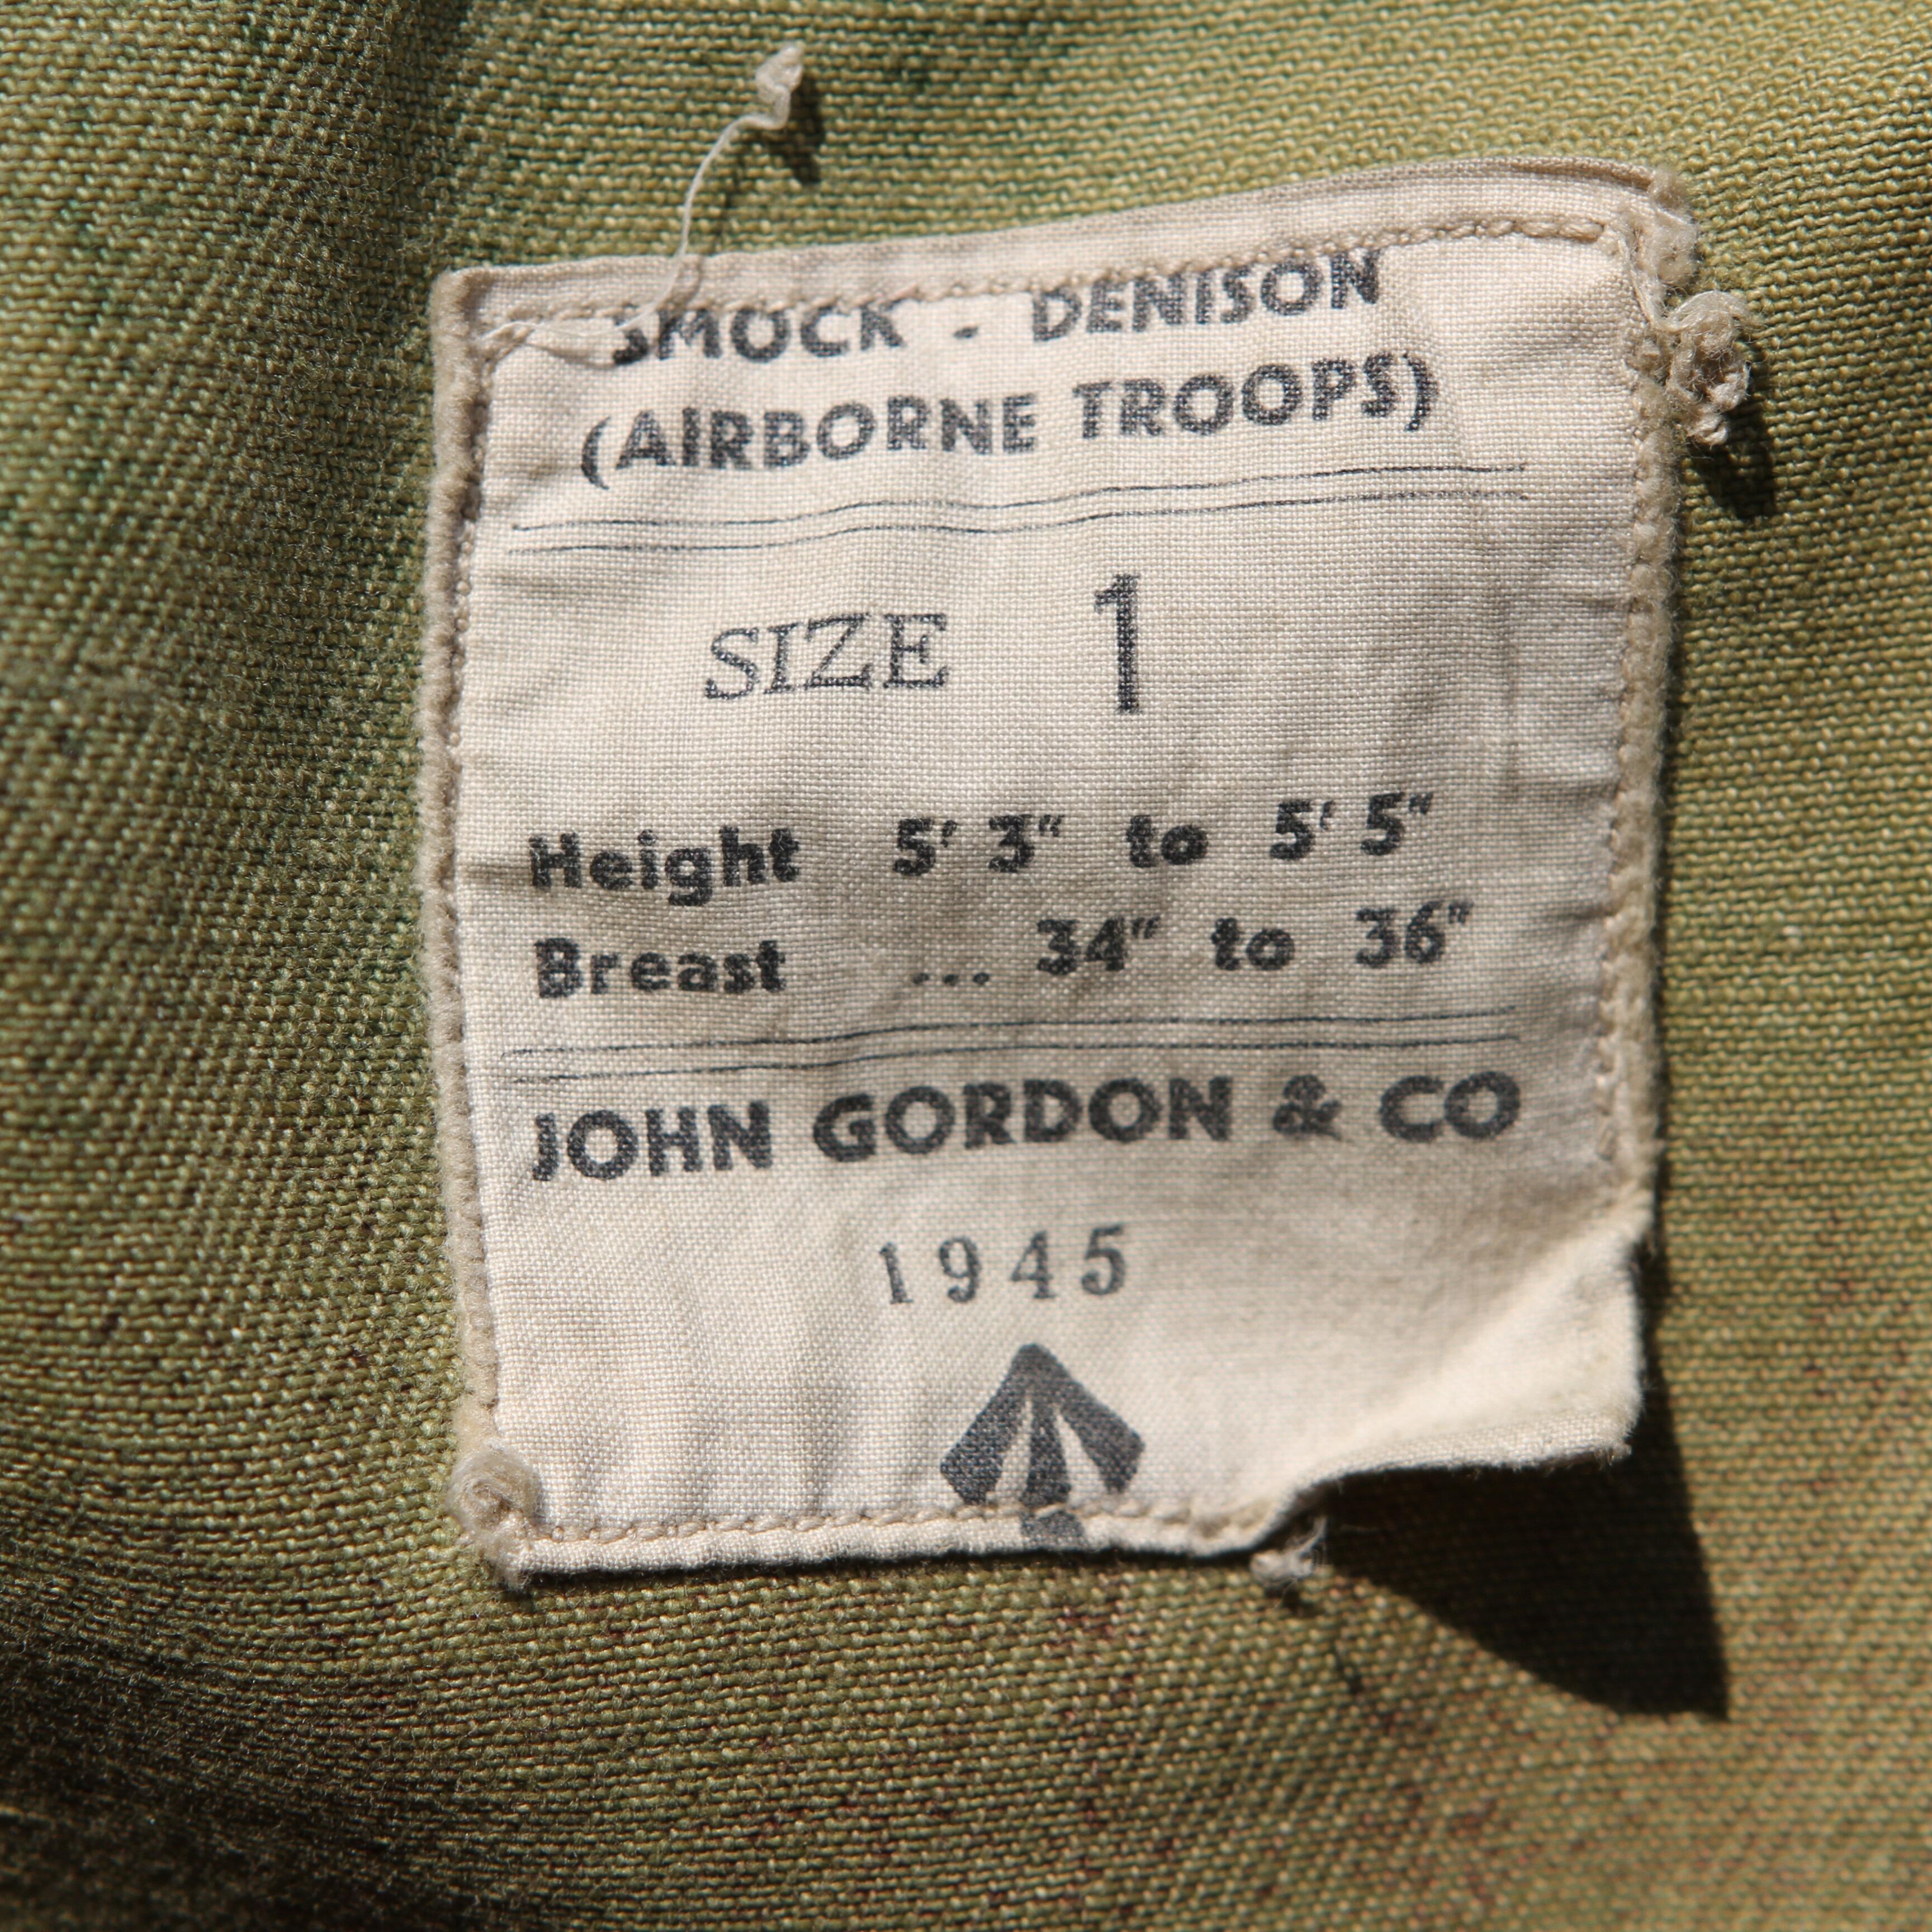 SMOCK - DENISON
(AIRBORNE TROOPS)
SIZE 1
Height 5' 3" to 5' 5"
Breast ... 34" to 36"
JOHN GORDON & CO
1945